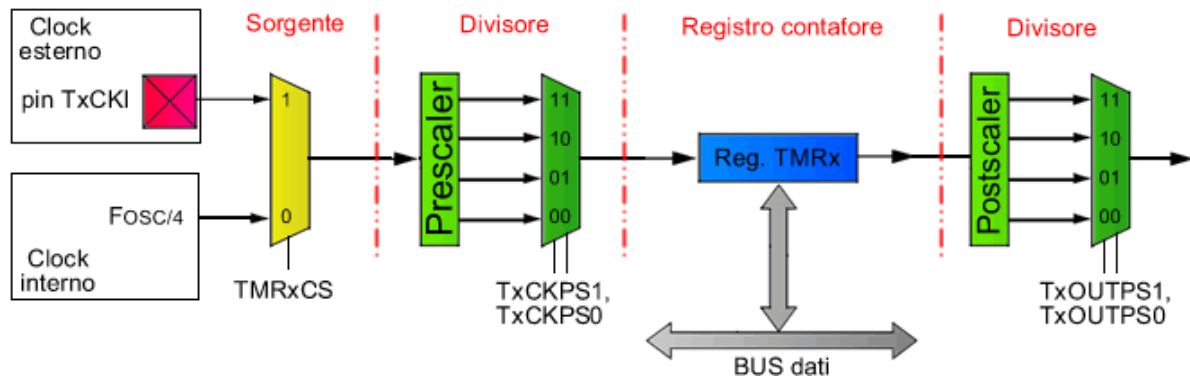 Clock
esterno
pin TxCKI
Sorgente
1
0
TMRxCS
FOSC/4
Clock
interno
Divisore
Prescaler
11
10
01
00
TxCKPS1,
TxCKPS0
Registro contafore
Reg. TMRx
BUS dati
Divisore
Postscaler
11
10
01
00
TxOUTPS1,
TxOUTPS0